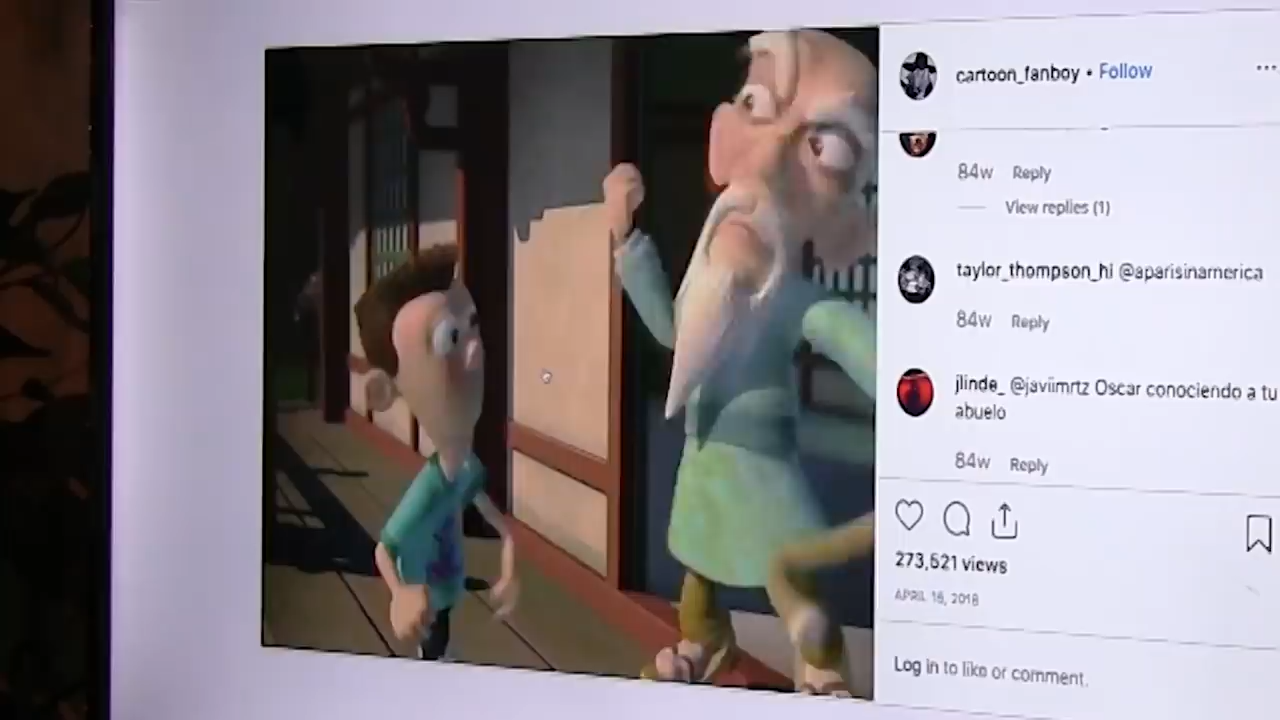 cartoon_fanboy • Follow
84w Reply
View replies (1)
taylor_thompson_hi @aparisinamerica
84w Reply
jlinde_ @javiimrtz Oscar conociendo a tu
abuelo
84w Reply
273,521 views
APRIL 16, 2018
Log in to like or comment.